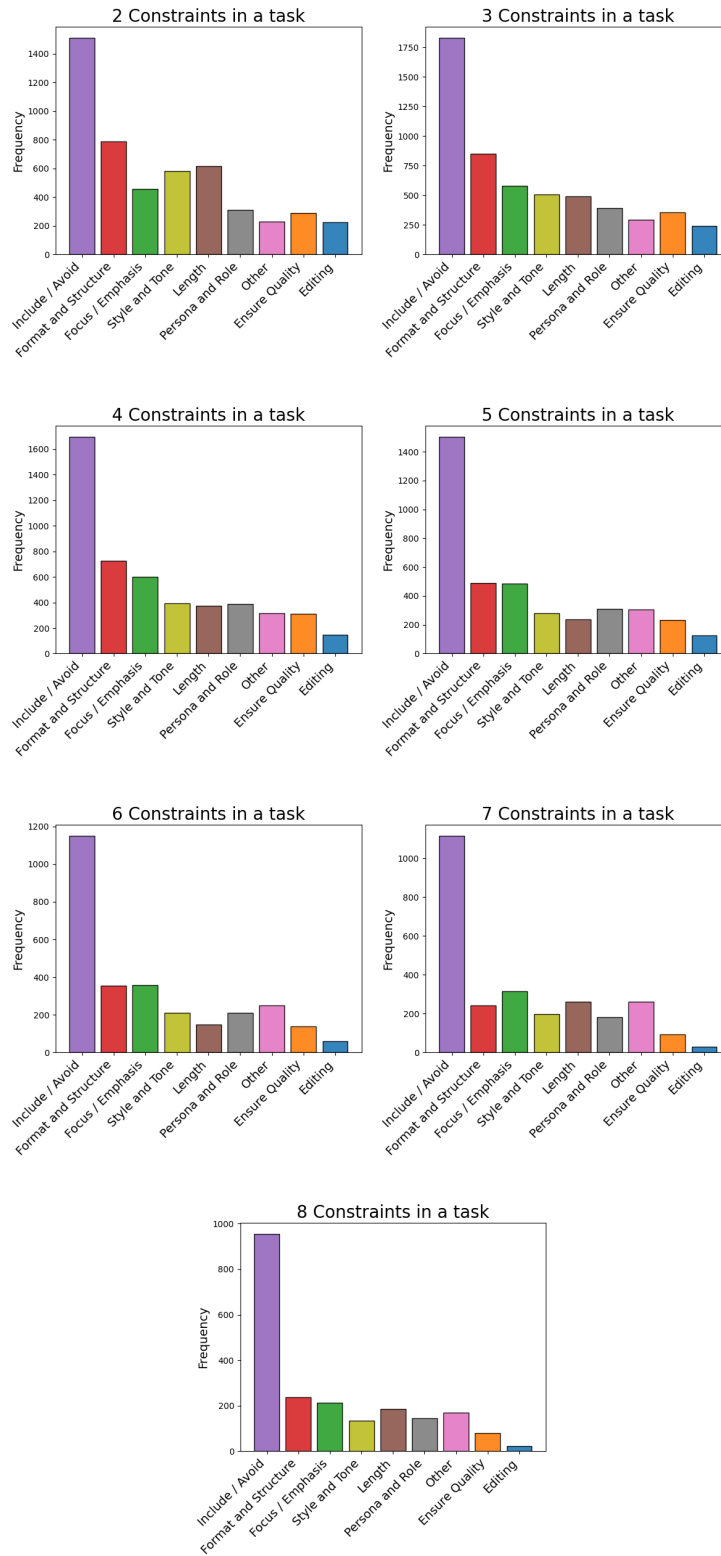 2 Constraints in a task
Frequency
1400
1200
1000
800
600
400
200
0
Include / Avoid
Format and Structure
Focus / Emphasis
Style and Tone
Length
Persona and Role
Other
Ensure Quality
Editing
3 Constraints in a task
Frequency
1750
1500
1250
1000
750
500
250
0
Include / Avoid
Format and Structure
Focus / Emphasis
Style and Tone
Length
Persona and Role
Other
Ensure Quality
Editing
4 Constraints in a task
Frequency
1600
1400
1200
1000
800
600
400
200
0
Include / Avoid
Format and Structure
Focus / Emphasis
Style and Tone
Length
Persona and Role
Other
Ensure Quality
Editing
5 Constraints in a task
Frequency
1400
1200
1000
800
600
400
200
0
Include / Avoid
Format and Structure
Focus / Emphasis
Style and Tone
Length
Persona and Role
Other
Ensure Quality
Editing
6 Constraints in a task
Frequency
1200
1000
800
600
400
200
0
Include / Avoid
Format and Structure
Focus / Emphasis
Style and Tone
Length
Persona and Role
Other
Ensure Quality
Editing
7 Constraints in a task
Frequency
1000
800
600
400
200
0
Include / Avoid
Format and Structure
Focus / Emphasis
Style and Tone
Length
Persona and Role
Other
Ensure Quality
Editing
8 Constraints in a task
Frequency
1000
800
600
400
200
0
Include / Avoid
Format and Structure
Focus / Emphasis
Style and Tone
Length
Persona and Role
Other
Ensure Quality
Editing